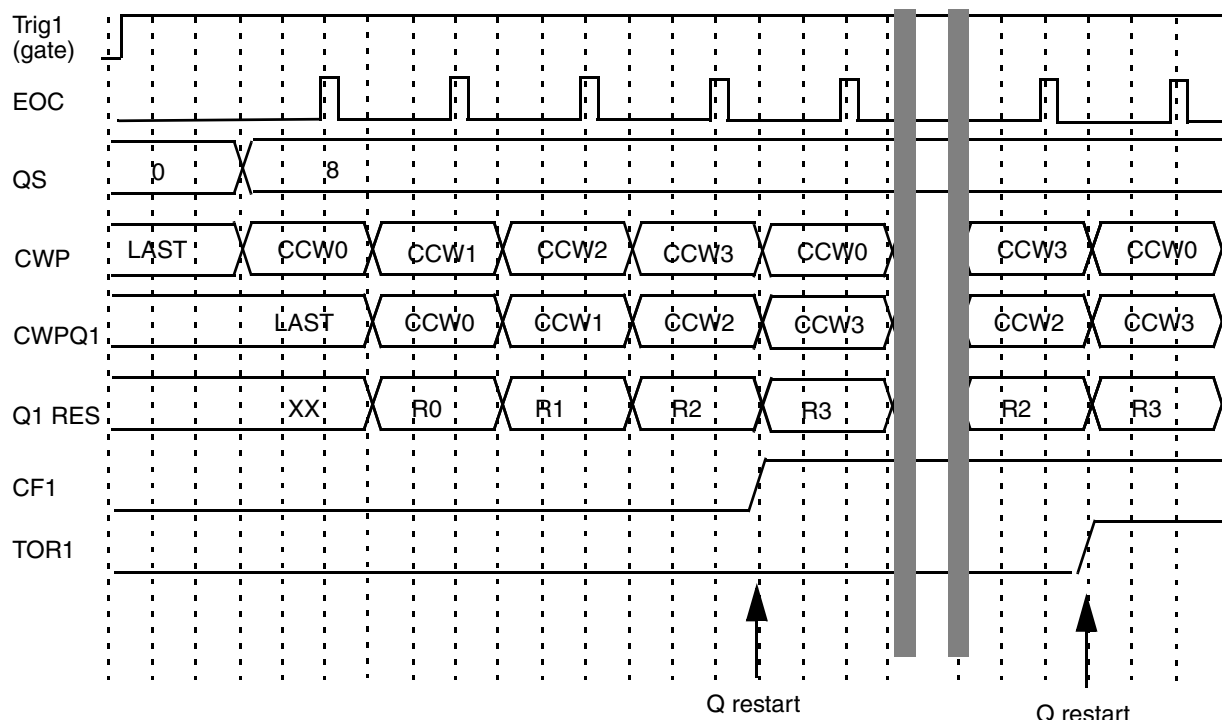 Trig1
(gate)
EOC
QS 0 8
CWP LAST CCW0 CCW1 CCW2 CCW3 CCW0 CCW3 CCW0
CWPQ1 LAST CCW0 CCW1 CCW2 CCW3 CCW2 CCW3
Q1 RES XX R0 R1 R2 R3 R2 R3
CF1
TOR1
Q restart Q restart